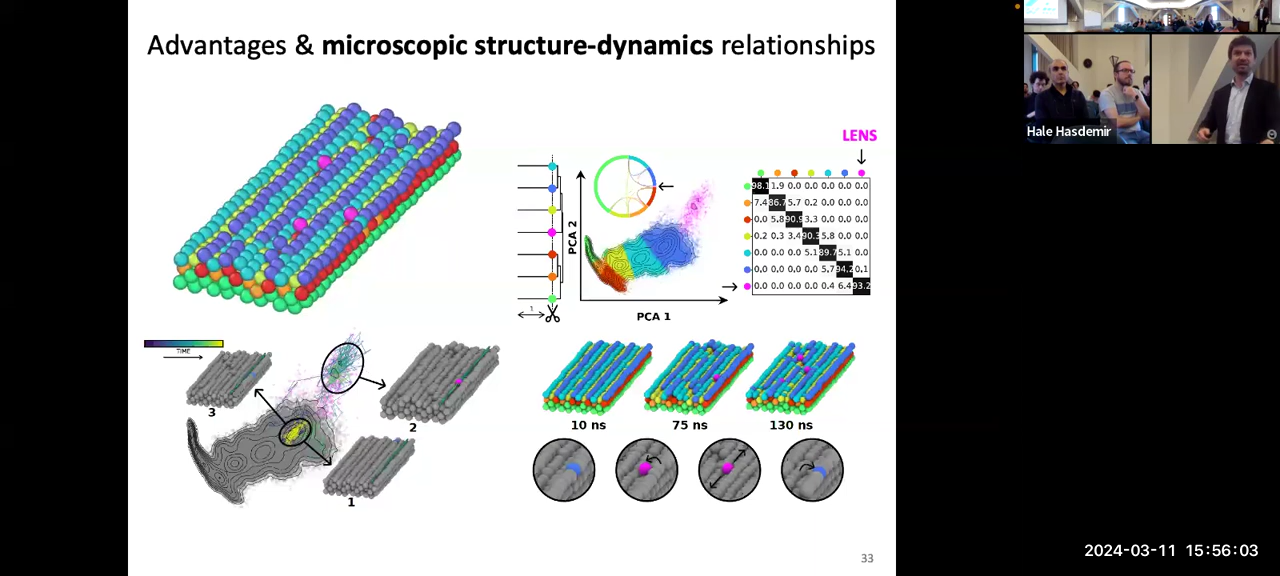 Advantages & microscopic structure-dynamics relationships
Hale Hasdemir
LENS
PCA 2
PCA 1
1
98.1 1.9 0.0 0.0 0.0 0.0 0.0
7.4 86.7 5.7 0.2 0.0 0.0 0.0
0.0 5.8 90.9 3.3 0.0 0.0 0.0
0.2 0.3 3.4 90.3 5.8 0.0 0.0
0.0 0.0 0.0 5.1 89.7 5.1 0.0
0.0 0.0 0.0 0.0 5.7 94.2 0.1
0.0 0.0 0.0 0.0 0.4 6.4 93.2
TIME
3
2
1
10 ns
75 ns
130 ns
33
2024-03-11 15:56:03